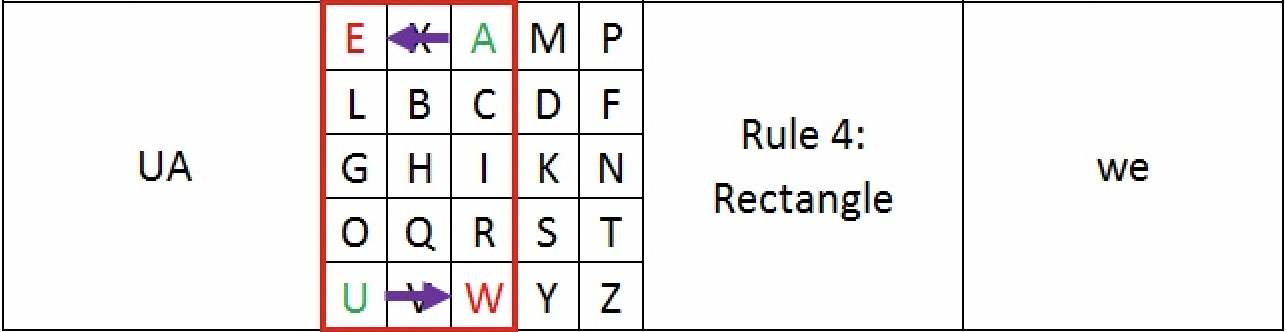 UA
E X A M P
L B C D F
G H I K N
O Q R S T
U V W Y Z
Rule 4:
Rectangle
we